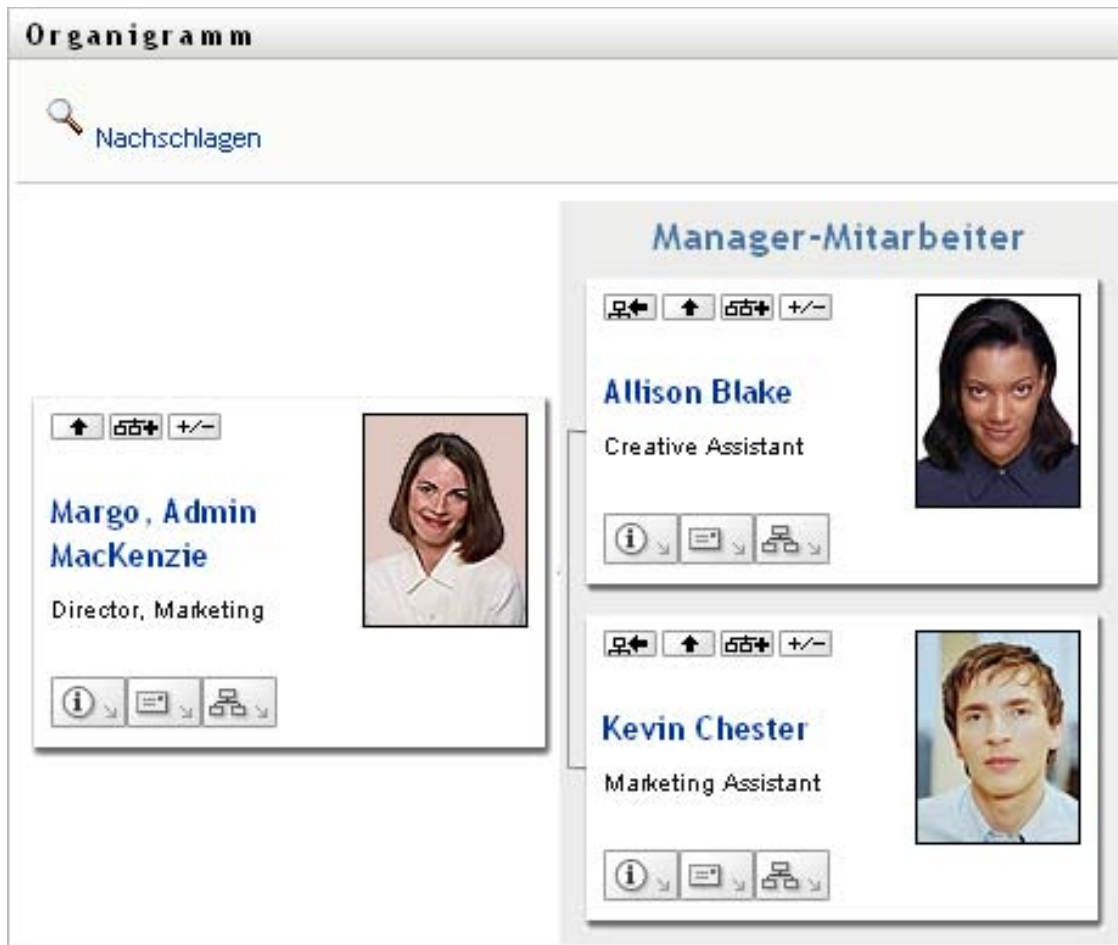 Organigramm
Nachschlagen
Manager-Mitarbeiter
+/-
Allison Blake
Creative Assistant
+/-
Margo, Admin
MacKenzie
Director, Marketing
+/-
Kevin Chester
Marketing Assistant